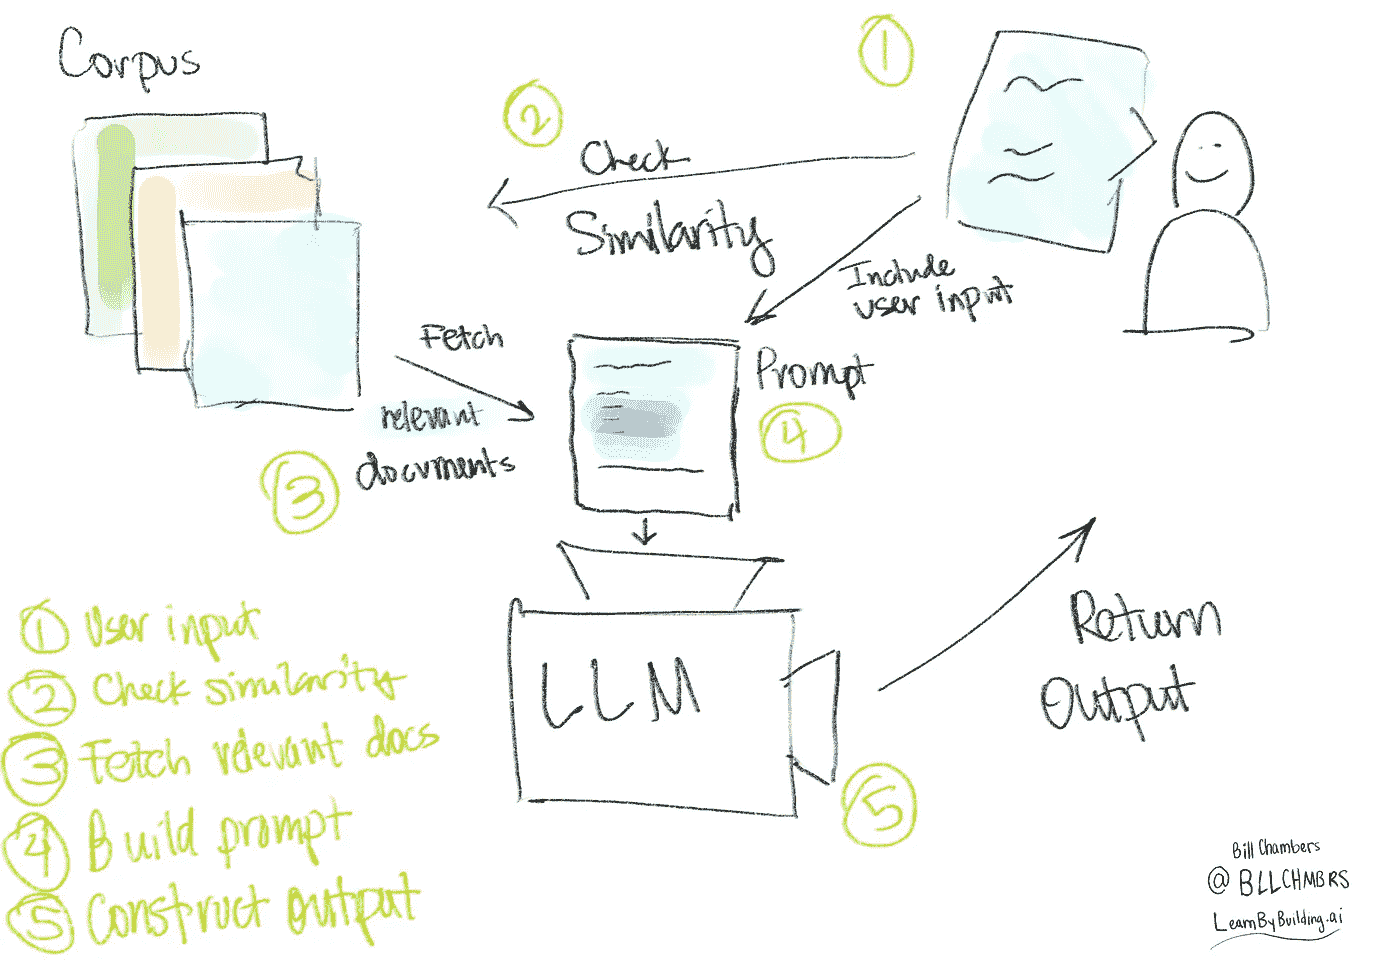 Corpus
1
2
Check
Similarity
Include
user input
Fetch
relevant
documents
3
Prompt
4
LLM
5
Return
Output
1 User input
2 Check similarity
3 Fetch relevant docs
4 Build prompt
5 Construct output
Bill Chambers
@ BLLCHMBRS
LearnByBuilding.ai